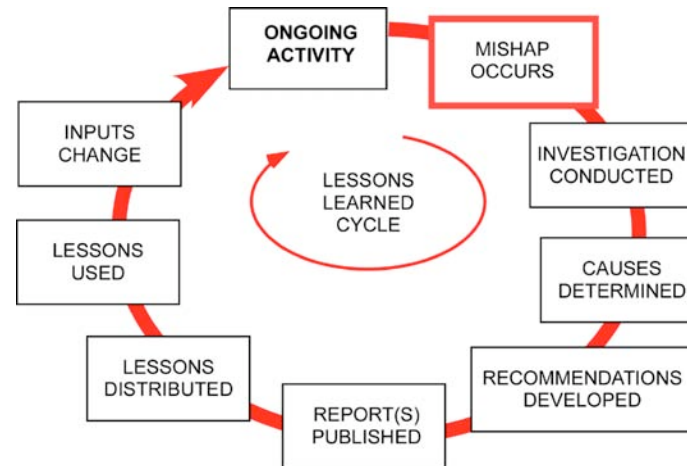 ONGOING
ACTIVITY
MISHAP
OCCURS
INVESTIGATION
CONDUCTED
CAUSES
DETERMINED
RECOMMENDATIONS
DEVELOPED
REPORT(S)
PUBLISHED
LESSONS
DISTRIBUTED
LESSONS
USED
INPUTS
CHANGE
LESSONS
LEARNED
CYCLE